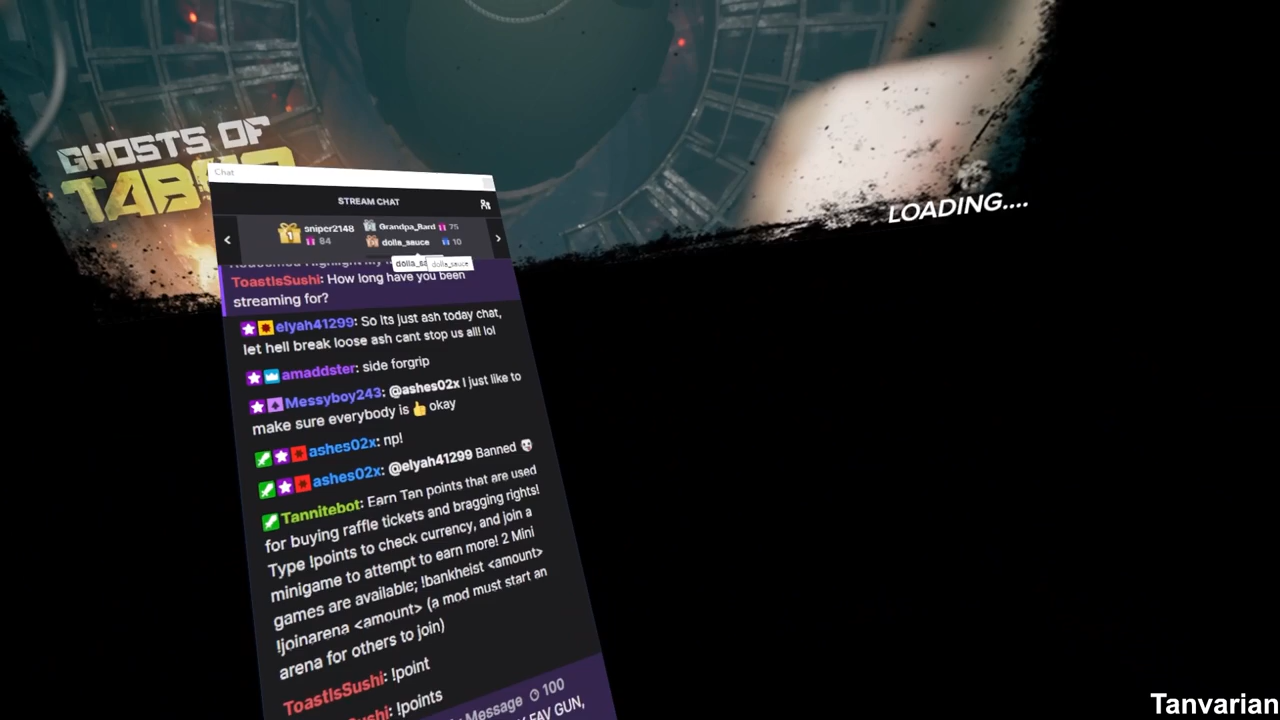 GHOSTS OF
Chat
STREAM CHAT
sniper2148
84
Grandpa_Bard 75
dolla_sauce 10
dolla_sauce
ToastIsSushi: How long have you been
streaming for?
elyah41299: So its just ash today chat,
let hell break loose ash cant stop us all! lol
amaddster: side forgrip
Messyboy243: @ashes02x I just like to
make sure everybody is 👍 okay
ashes02x: np!
ashes02x: @elyah41299 Banned
Tannitebot: Earn Tan points that are used
for buying raffle tickets and bragging rights!
Type !points to check currency, and join a
minigame to attempt to earn more! 2 Mini
games are available; !bankheist <amount>
!joinarena <amount> (a mod must start an
arena for others to join)
ToastIsSushi: !point
!points
Message 100
FAV GUN,
LOADING....
Tanvarian